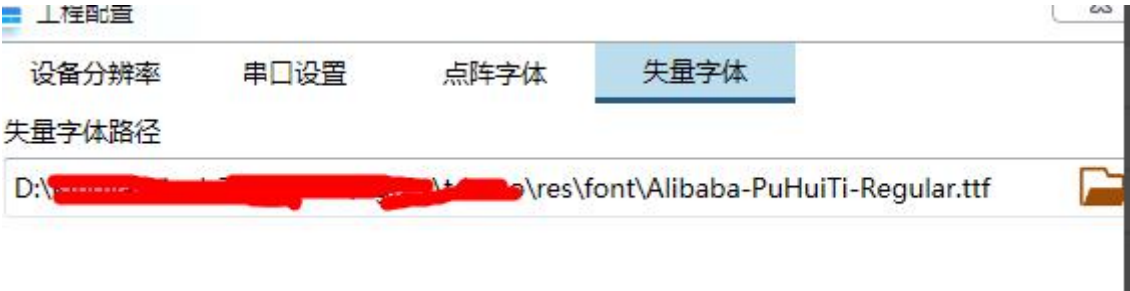 工程配置
设备分辨率 串口设置 点阵字体 失量字体
失量字体路径
D:\ \res\font\Alibaba-PuHuiTi-Regular.ttf